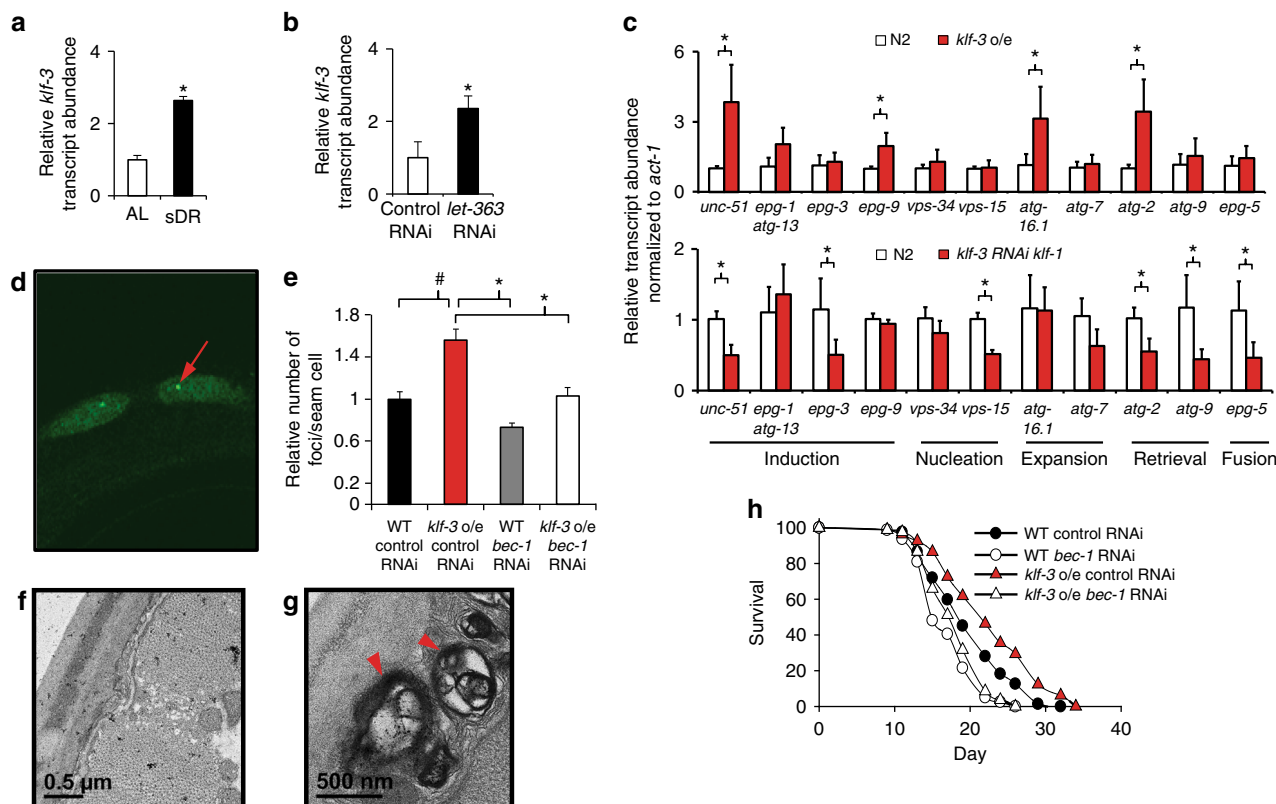 a
Relative klf-3
transcript abundance
4
2
0
*
AL
sDR
b
Relative klf-3
transcript abundance
4
2
0
*
Control
RNAi
let-363
RNAi
c
Relative transcript abundance
normalized to act-1
N2
klf-3 o/e
6
3
0
*
*
*
*
unc-51
epg-1
atg-13
epg-3
epg-9
vps-34
vps-15
atg-
16.1
atg-7
atg-2
atg-9
epg-5
N2
klf-3 RNAi klf-1
2
1
0
*
*
*
*
*
*
unc-51
epg-1
atg-13
epg-3
epg-9
vps-34
vps-15
atg-
16.1
atg-7
atg-2
atg-9
epg-5
Induction
Nucleation
Expansion
Retrieval
Fusion
d
e
Relative number of
foci/seam cell
1.8
1.4
1
0.6
0
#
*
*
WT
control
RNAi
klf-3 o/e
control
RNAi
WT
bec-1
RNAi
klf-3 o/e
bec-1
RNAi
f
0.5 µm
g
500 nm
h
Survival
100
80
60
40
20
0
0
10
20
30
40
Day
WT control RNAi
WT bec-1 RNAi
klf-3 o/e control RNAi
klf-3 o/e bec-1 RNAi